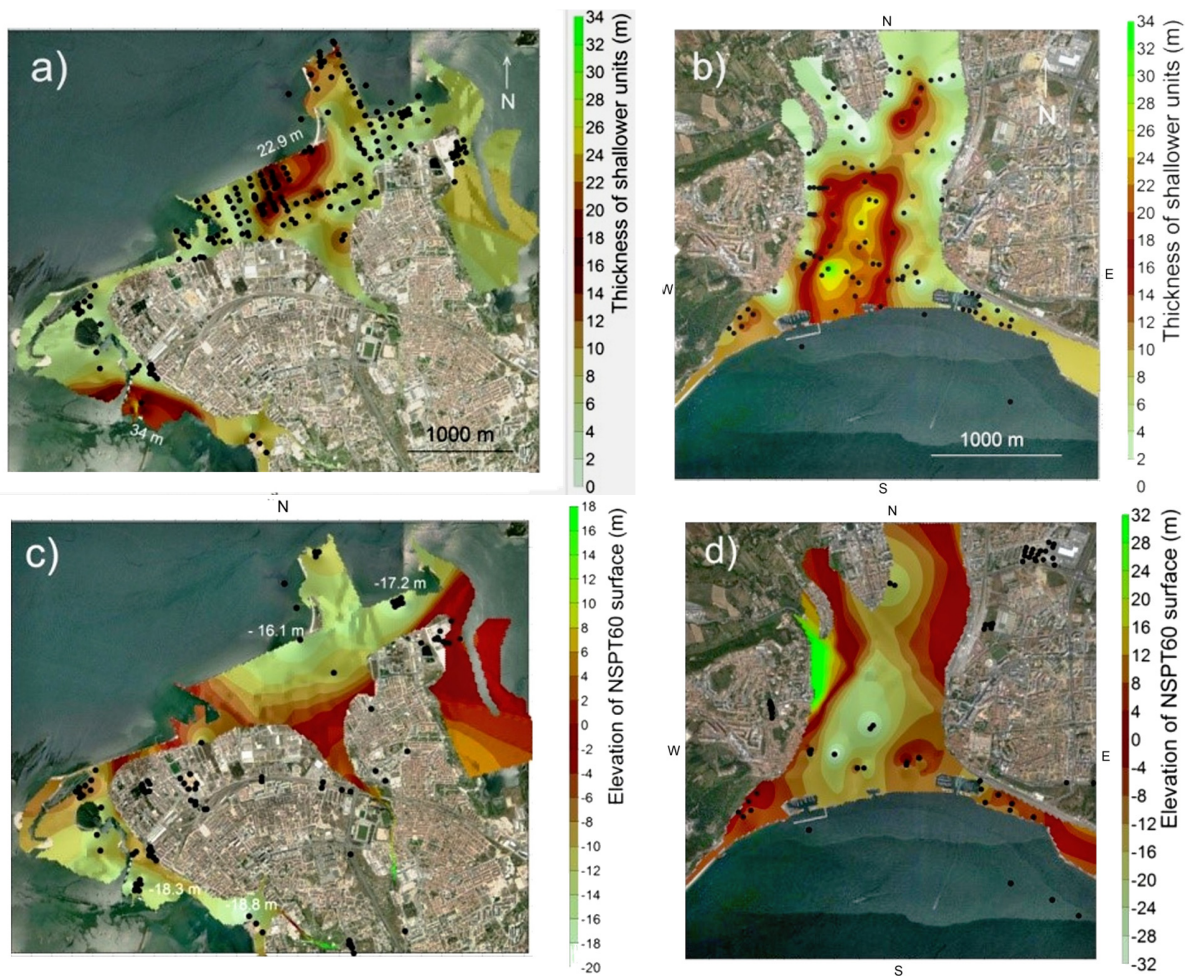 a)
N
22.9 m
34 m
1000 m
34
32
30
28
26
24
22
20
18
16
14
12
10
8
6
4
2
0
Thickness of shallower units (m)
N
b)
N
W
E
1000 m
S
34
32
30
28
26
24
22
20
18
16
14
12
10
8
6
4
2
0
Thickness of shallower units (m)
N
c)
-17.2 m
- 16.1 m
-18.3 m
-18.8 m
18
14
12
10
8
6
4
2
0
-2
-4
-6
-8
-10
-12
-14
-16
-18
-20
Elevation of NSPT60 surface (m)
N
d)
W
E
S
32
28
24
20
16
12
8
4
0
-4
-8
-12
-16
-20
-24
-28
-32
Elevation of NSPT60 surface (m)